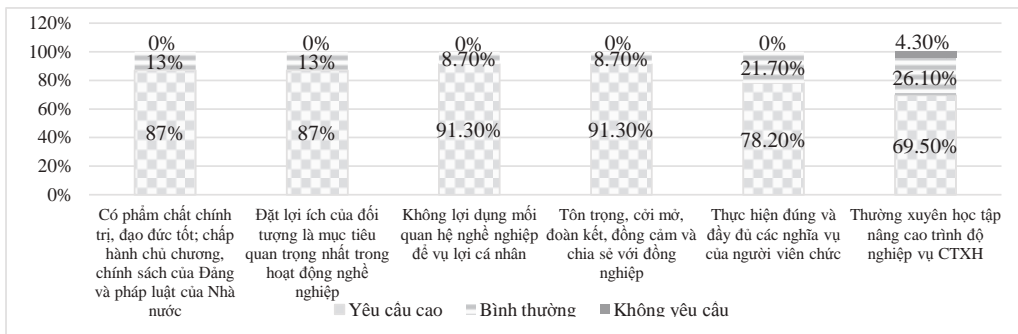 120%
100%
80%
60%
40%
20%
0%
0% 0% 0% 0% 0% 4.30%
13% 13% 8.70% 8.70% 21.70% 26.10%
87% 87% 91.30% 91.30% 78.20% 69.50%
Có phẩm chất chính
trị, đạo đức tốt; chấp
hành chủ chương,
chính sách của Đảng
và pháp luật của Nhà
nước
Đặt lợi ích của đối
tượng là mục tiêu
quan trọng nhất trong
hoạt động nghề
nghiệp
Không lợi dụng mối
quan hệ nghề nghiệp
để vụ lợi cá nhân
Tôn trọng, cởi mở,
đoàn kết, đồng cảm và
chia sẻ với đồng
nghiệp
Thực hiện đúng và
đầy đủ các nghĩa vụ
của người viên chức
Thường xuyên học tập
nâng cao trình độ
nghiệp vụ CTXH
Yêu cầu cao Bình thường Không yêu cầu